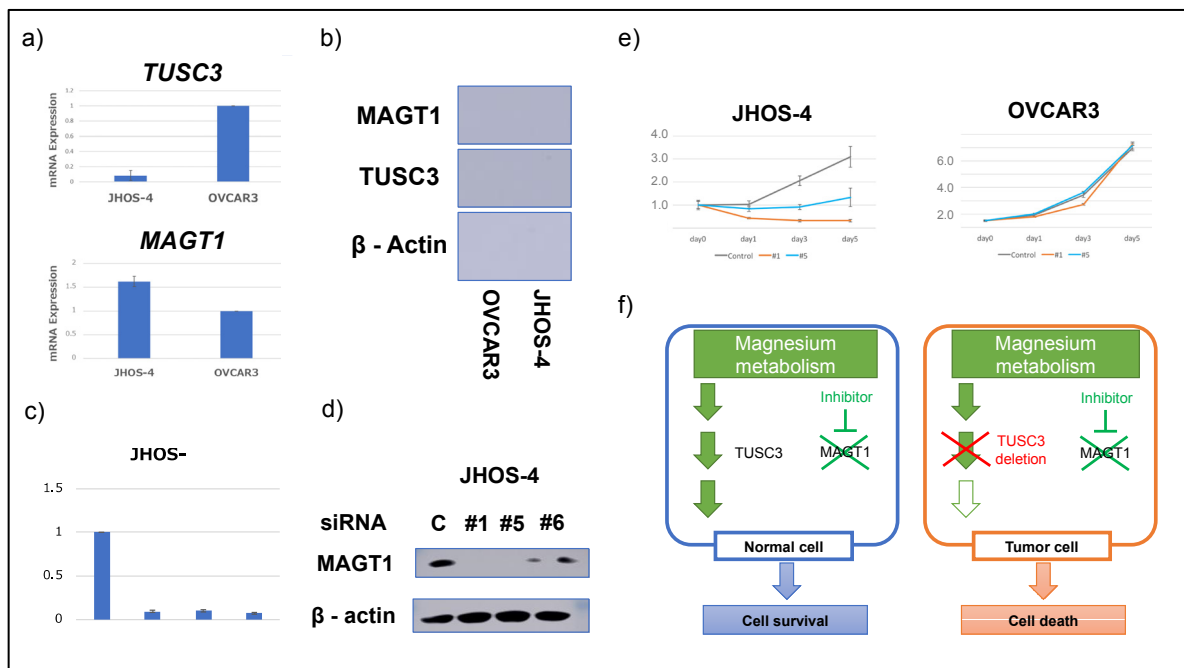 a)
TUSC3
mRNA Expression
1.2
1
0.8
0.6
0.4
0.2
0
JHOS-4 OVCAR3
MAGT1
mRNA Expression
2
1.5
1
0.5
0
JHOS-4 OVCAR3
b)
MAGT1
TUSC3
β - Actin
OVCAR3
JHOS-4
c)
JHOS-
1.5
1
0.5
0
d)
JHOS-4
siRNA C #1 #5 #6
MAGT1
β - actin
e)
JHOS-4
4.0
3.0
2.0
1.0
day0 day1 day3 day5
Control #1 #5
OVCAR3
6.0
4.0
2.0
day0 day1 day3 day5
Control #1 #5
f)
Magnesium
metabolism
Inhibitor
TUSC3
MAGT1
Normal cell
Cell survival
Magnesium
metabolism
Inhibitor
TUSC3
deletion
MAGT1
Tumor cell
Cell death